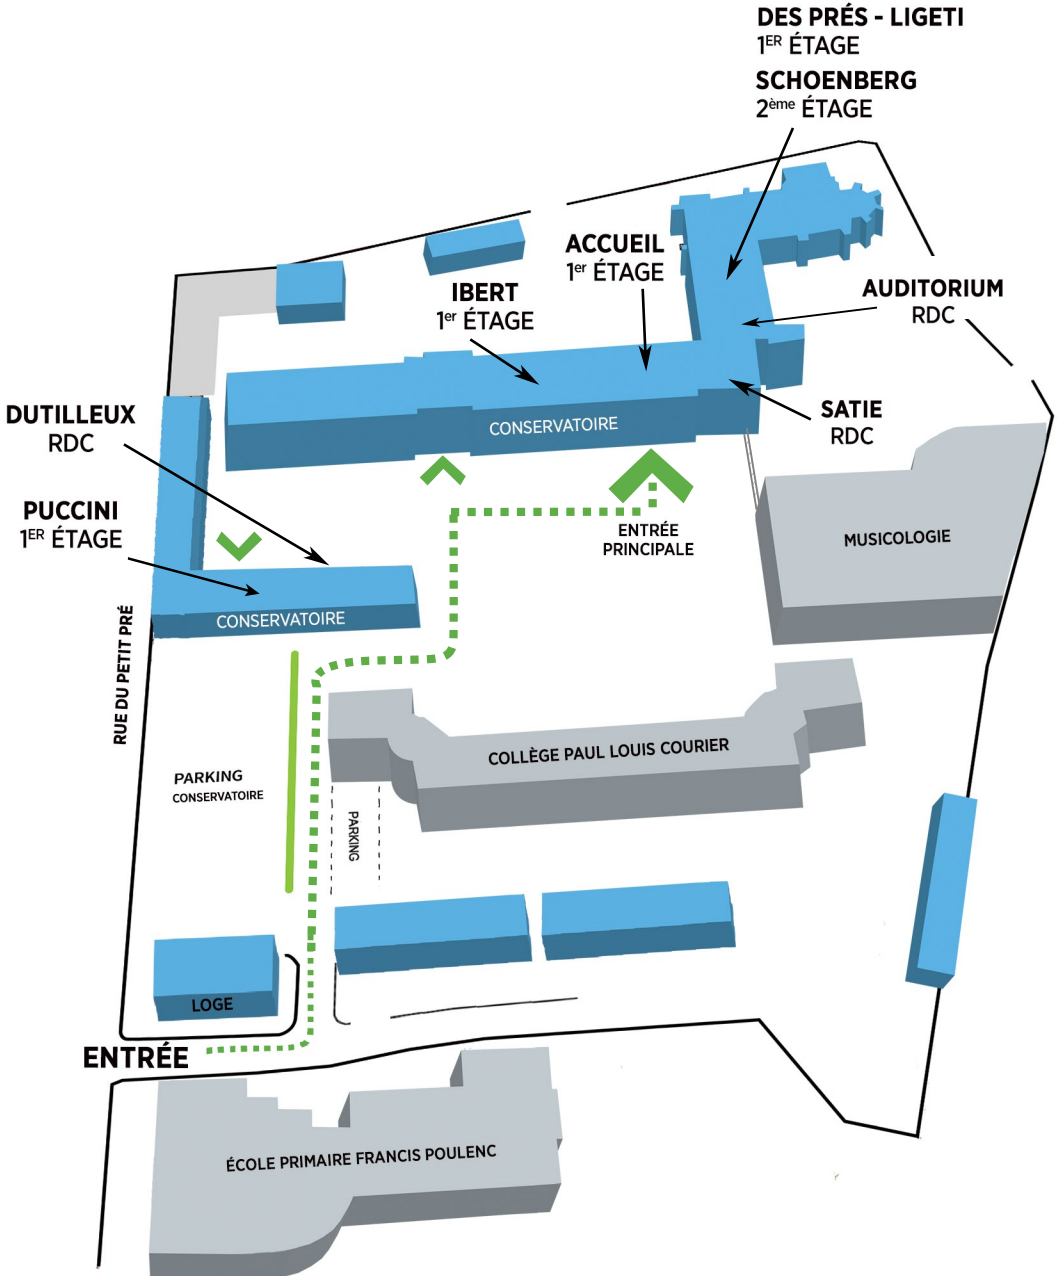 DES PRÉS - LIGETI
1ER ÉTAGE
SCHOENBERG
2ème ÉTAGE
ACCUEIL
1er ÉTAGE
IBERT
1er ÉTAGE
AUDITORIUM
RDC
DUTILLEUX
RDC
SATIE
RDC
CONSERVATOIRE
PUCCINI
1ER ÉTAGE
ENTRÉE
PRINCIPALE
MUSICOLOGIE
CONSERVATOIRE
RUE DU PETIT PRÉ
COLLÈGE PAUL LOUIS COURIER
PARKING
CONSERVATOIRE
PARKING
LOGE
ENTRÉE
ÉCOLE PRIMAIRE FRANCIS POULENC